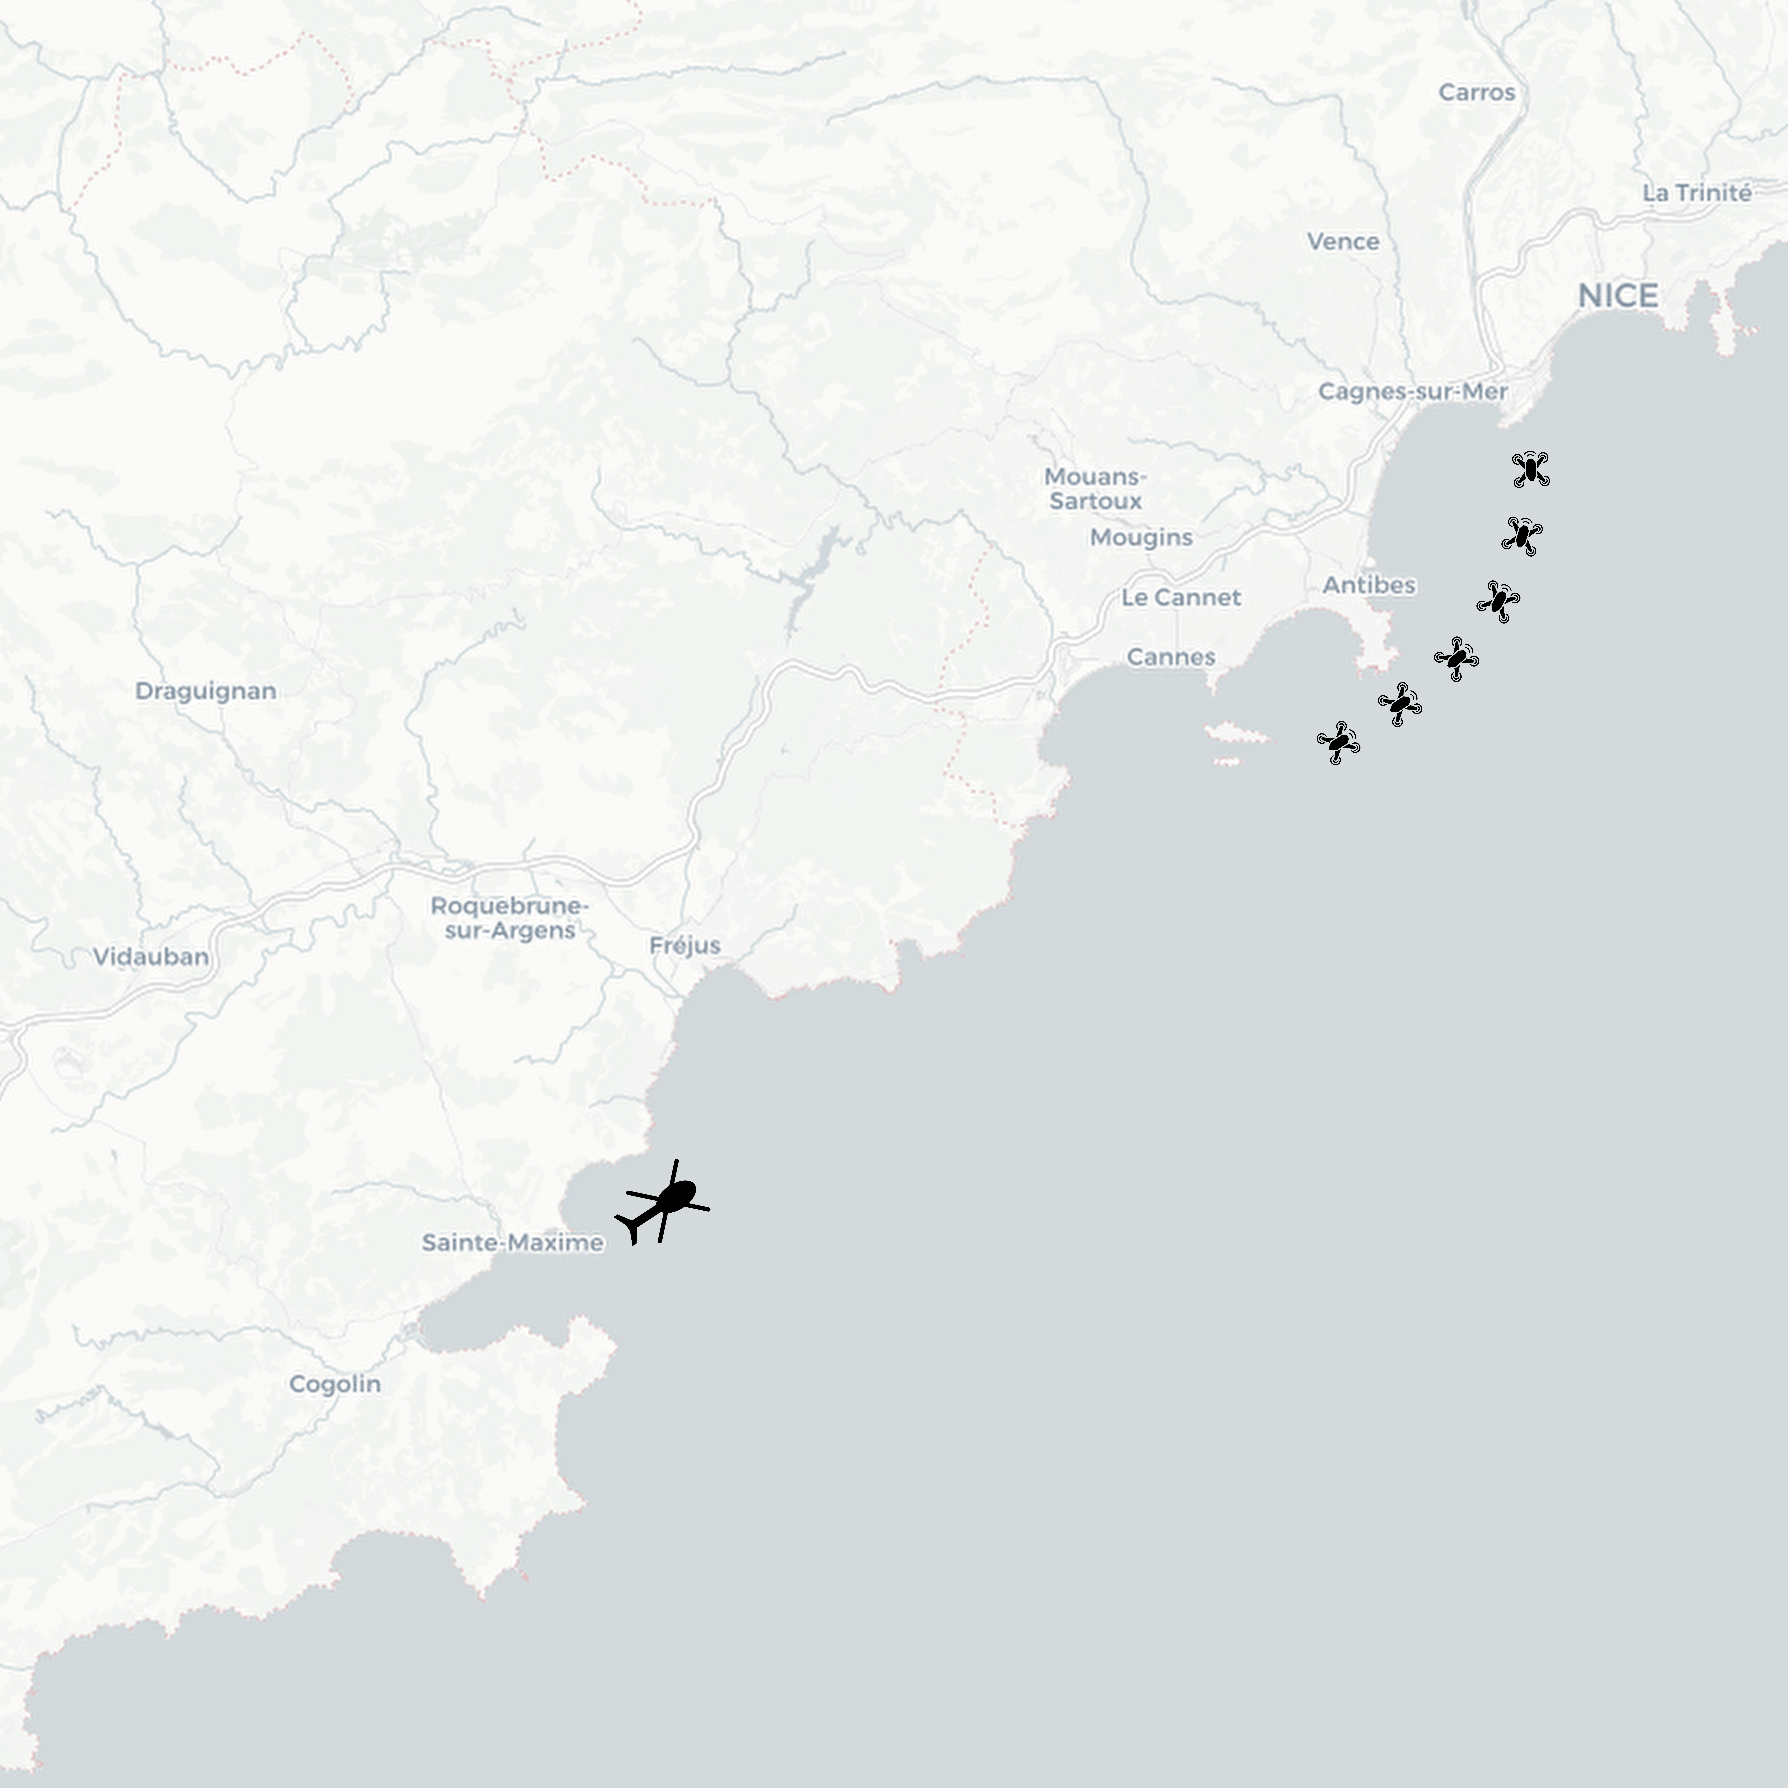 Carros
La Trinité
Vence
NICE
Cagnes-sur-Mer
Mouans-
Sartoux
Mougins
Antibes
Le Cannet
Cannes
Draguignan
Roquebrune-
sur-Argens
Fréjus
Vidauban
Sainte-Maxime
Cogolin